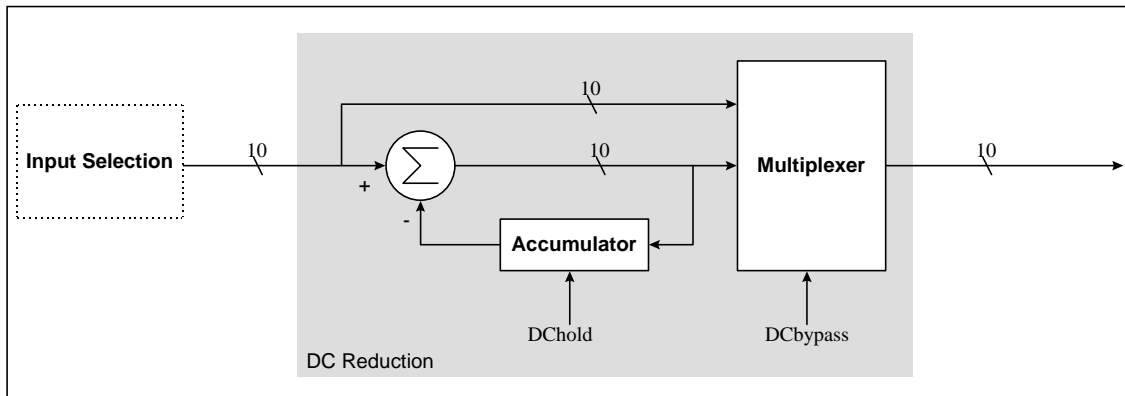 10
Input Selection
10
10
10
Multiplexer
+
∑
-
Accumulator
DChold
DCbypass
DC Reduction